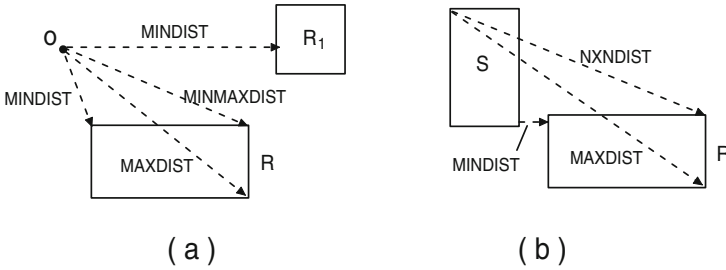 o
MINDIST
R1
MINDIST
MINMAXDIST
MAXDIST
R
(a)
S
NXNDIST
MINDIST
MAXDIST
R
(b)